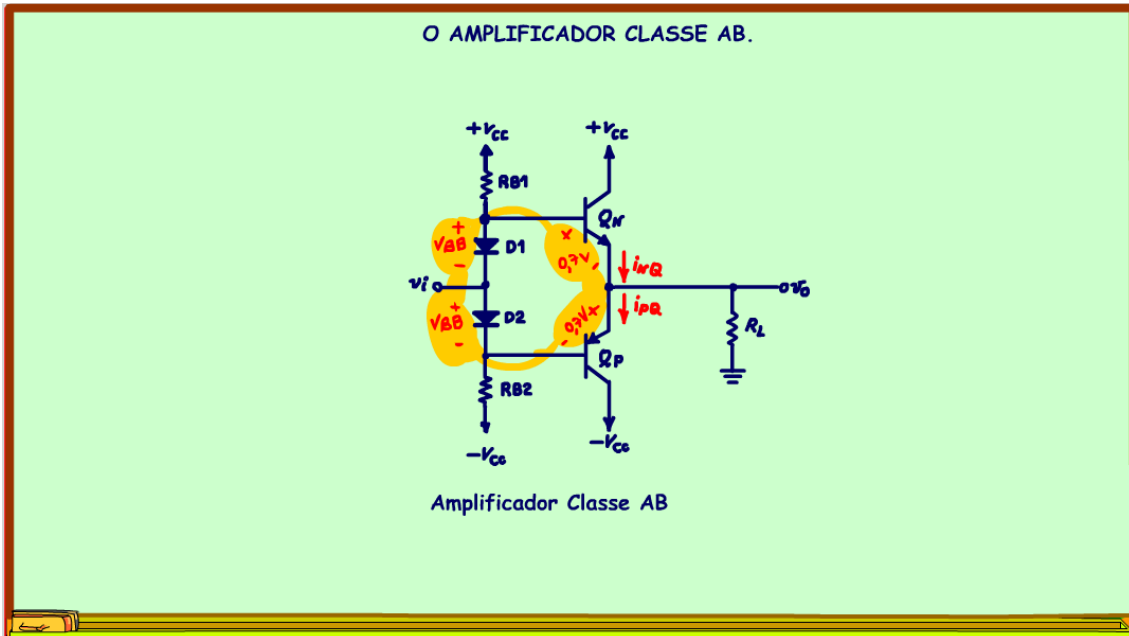 O AMPLIFICADOR CLASSE AB.
+VCC
+VCC
RB1
QN
+
VBB
-
D1
+
0,7V
-
iNQ
vi
vo
iPQ
+
VBB
-
D2
0,7V+
-
RL
QP
RB2
-VCC
-VCC
Amplificador Classe AB